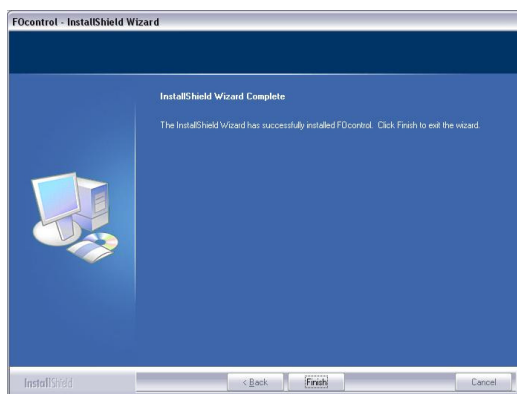 FOcontrol - InstallShield Wizard
InstallShield Wizard Complete
The InstallShield Wizard has successfully installed FOcontrol. Click Finish to exit the wizard.
InstallShield
< Back
Finish
Cancel